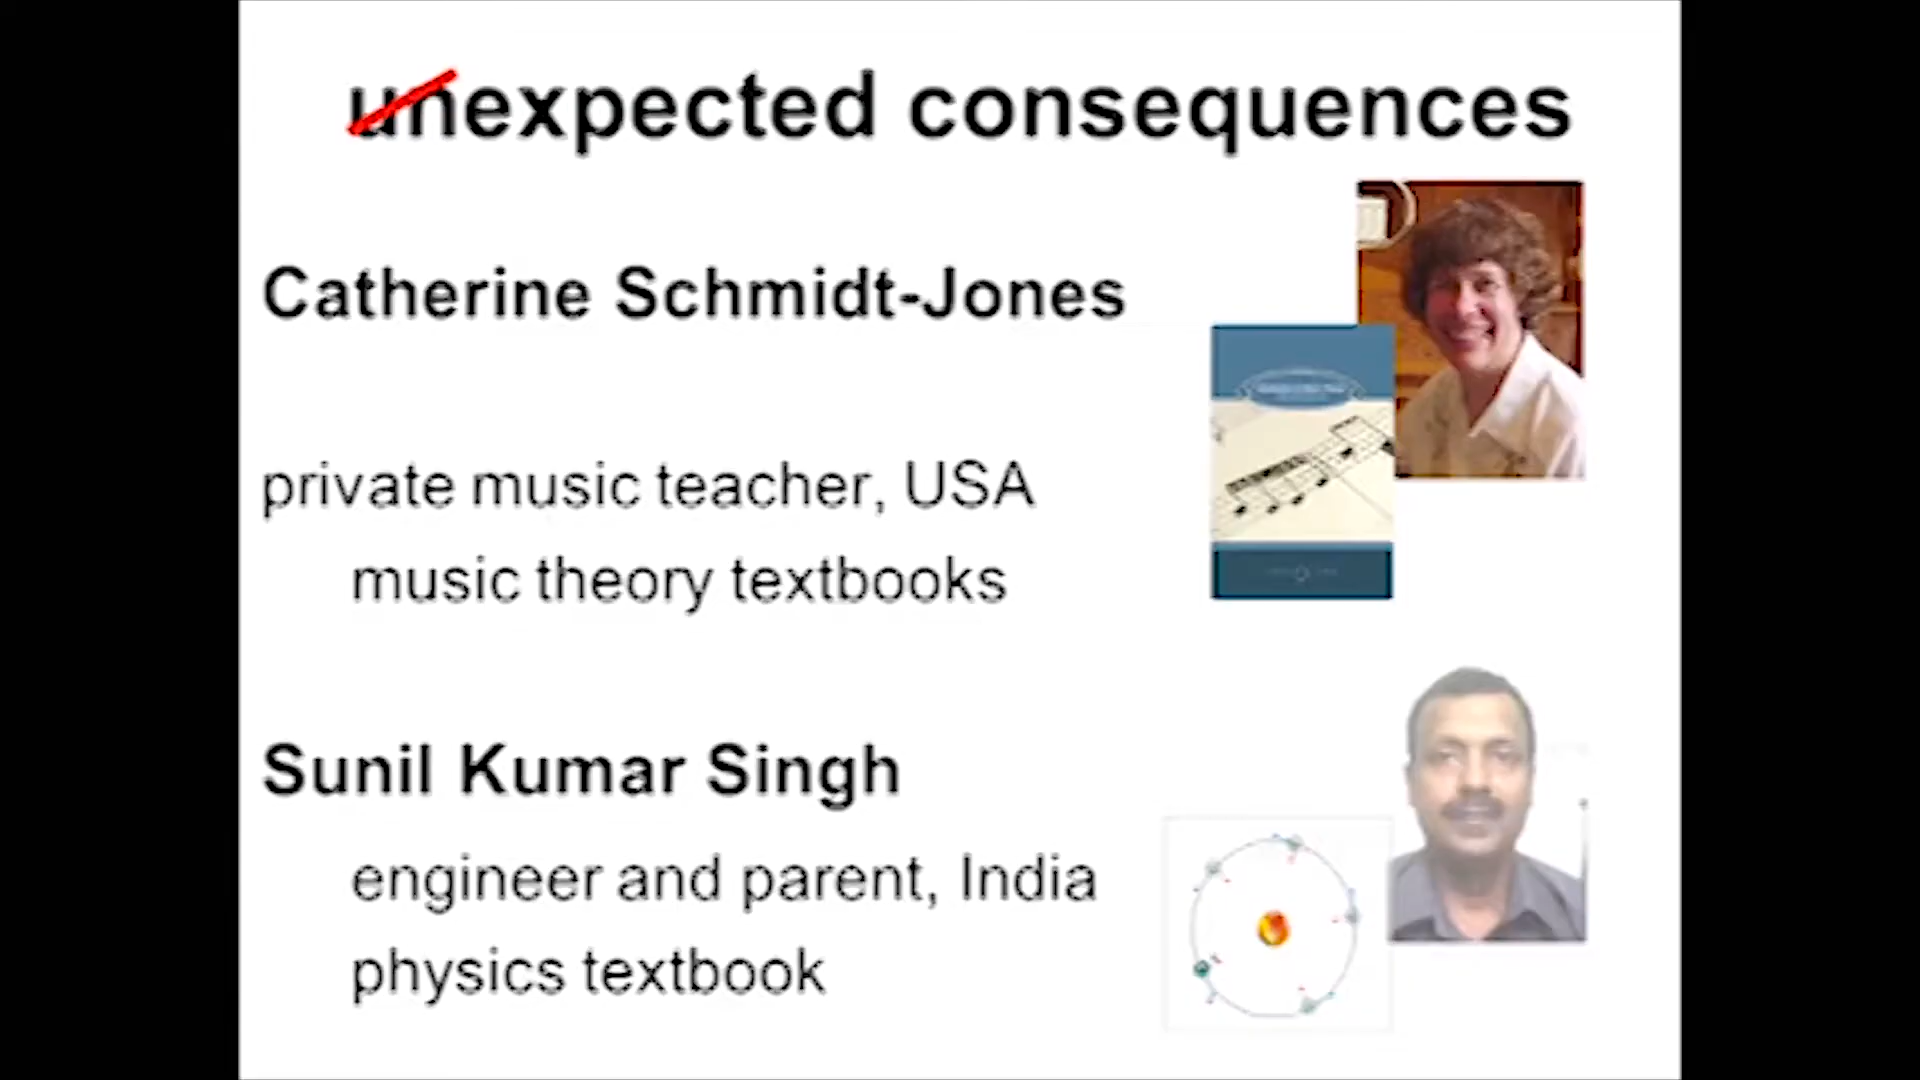 unexpected consequences
Catherine Schmidt-Jones
private music teacher, USA
music theory textbooks
Sunil Kumar Singh
engineer and parent, India
physics textbook